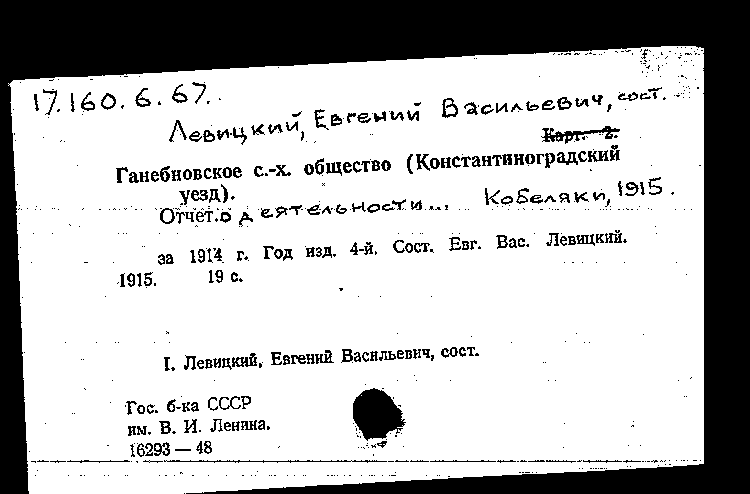 17.160.6.67.
Левицкий, Евгений Васильевич, сост.
Карт. 2.
Ганебновское с.-х. общество (Константиноградский
уезд).
Отчет.о деятельности... Кобеляки, 1915.
за 1914 г. Год изд. 4-й. Сост. Евг. Вас. Левицкий.
1915. 19 с.
I. Левицкий, Евгений Васильевич, сост.
Гос. б-ка СССР
им. В. И. Ленина.
16293 — 48